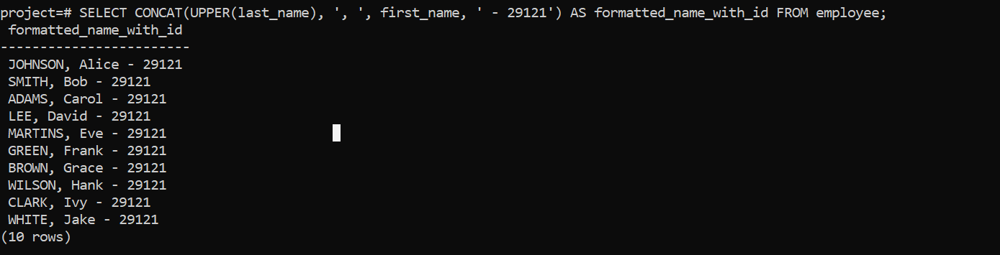 project=# SELECT CONCAT(UPPER(last_name), ', ', first_name, ' - 29121') AS formatted_name_with_id FROM employee;
formatted_name_with_id
------------------------
JOHNSON, Alice - 29121
SMITH, Bob - 29121
ADAMS, Carol - 29121
LEE, David - 29121
MARTINS, Eve - 29121
GREEN, Frank - 29121
BROWN, Grace - 29121
WILSON, Hank - 29121
CLARK, Ivy - 29121
WHITE, Jake - 29121
(10 rows)